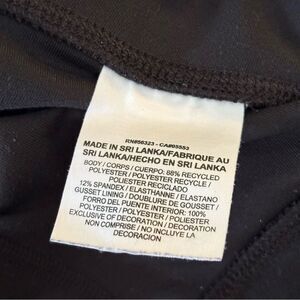 RN#56323 - CA#05553
MADE IN SRI LANKA/FABRIQUE AU
SRI LANKA/HECHO EN SRI LANKA
BODY / CORPS / CUERPO: 88% RECYCLED
POLYESTER / POLYESTER RECYCLE /
POLIESTER RECICLADO
12% SPANDEX / ELASTHANNE / ELASTANO
GUSSET LINING / DOUBLURE DE GOUSSET /
FORRO DEL PUENTE INTERIOR: 100%
POLYESTER / POLYESTER / POLIESTER
EXCLUSIVE OF DECORATION / DECORATION
NON COMPRISE / NO INCLUYE LA
DECORACION